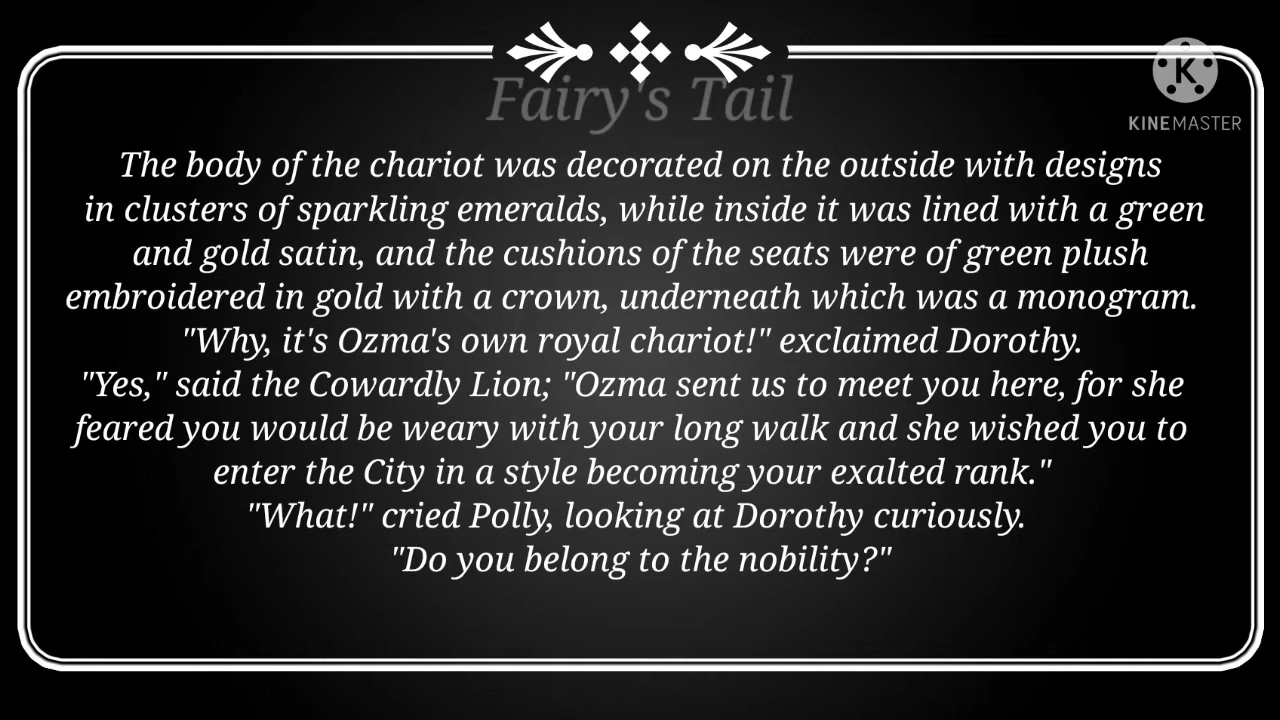 Fairy's Tail
K
KINEMASTER
The body of the chariot was decorated on the outside with designs
in clusters of sparkling emeralds, while inside it was lined with a green
and gold satin, and the cushions of the seats were of green plush
embroidered in gold with a crown, underneath which was a monogram.
"Why, it's Ozma's own royal chariot!" exclaimed Dorothy.
"Yes," said the Cowardly Lion; "Ozma sent us to meet you here, for she
feared you would be weary with your long walk and she wished you to
enter the City in a style becoming your exalted rank."
"What!" cried Polly, looking at Dorothy curiously.
"Do you belong to the nobility?"